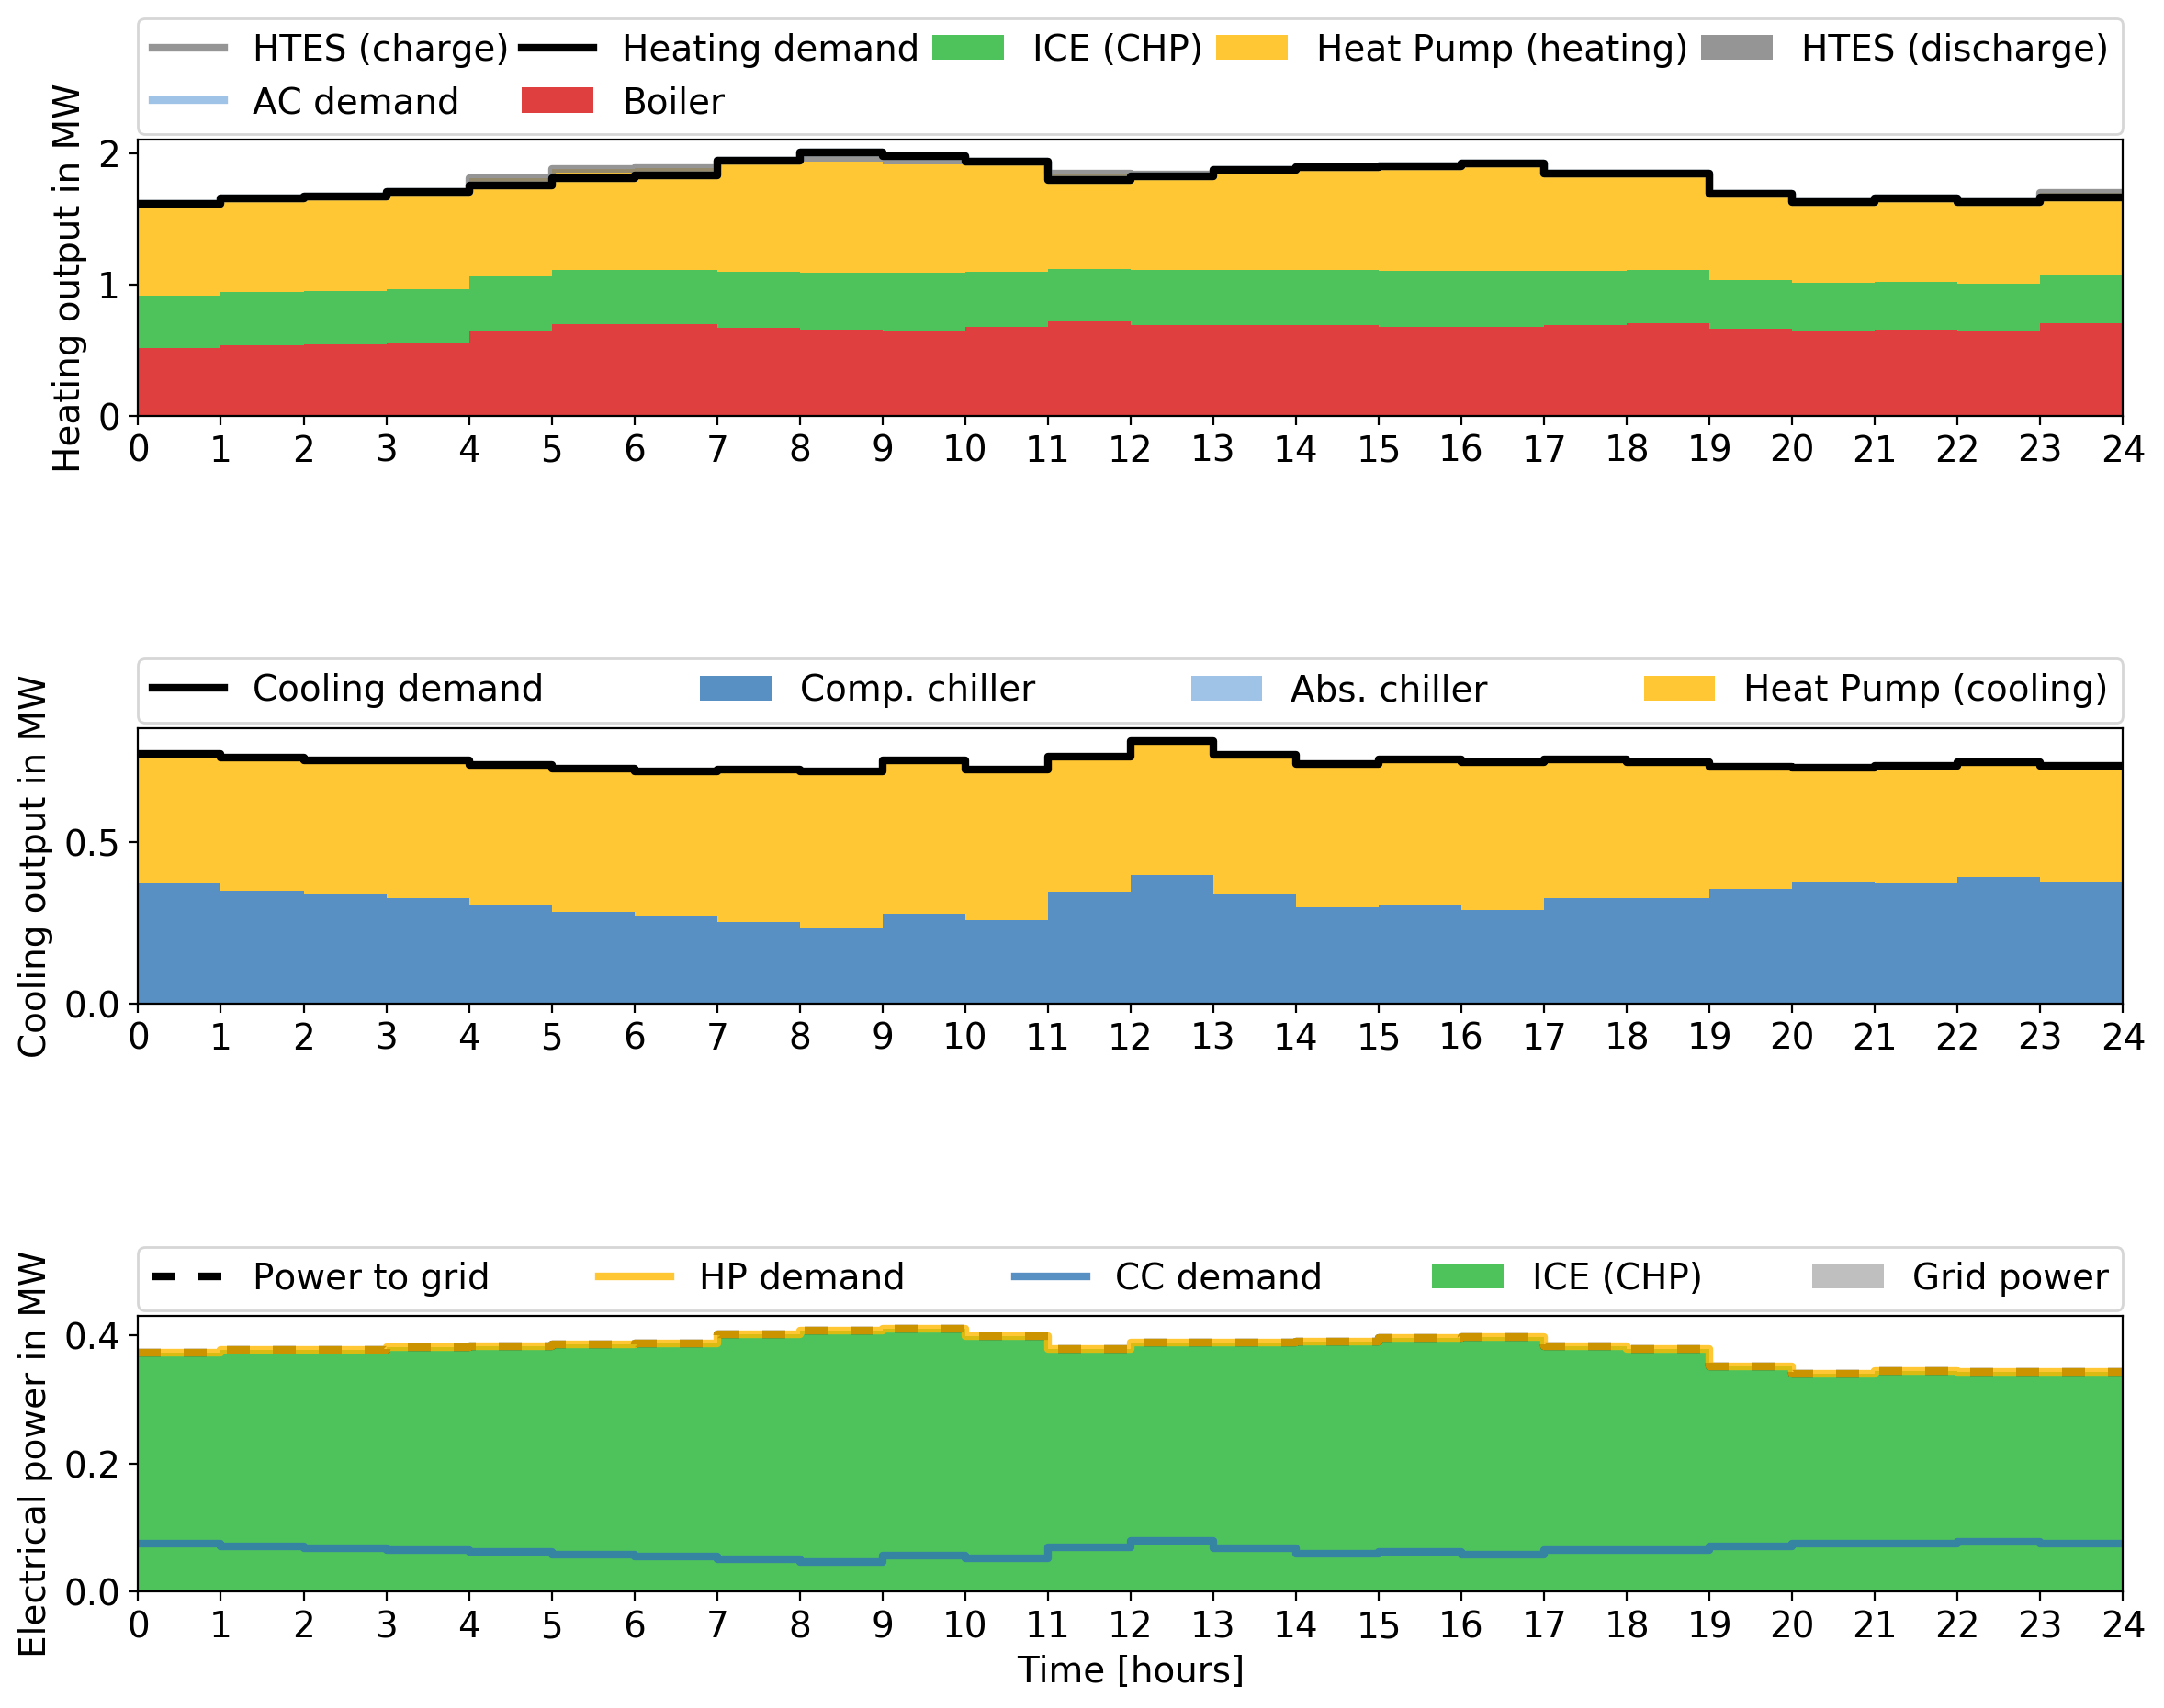 HTES (charge) Heating demand ICE (CHP) Heat Pump (heating) HTES (discharge)
AC demand Boiler
Heating output in MW
2
1
0
0 1 2 3 4 5 6 7 8 9 10 11 12 13 14 15 16 17 18 19 20 21 22 23 24
Cooling demand Comp. chiller Abs. chiller Heat Pump (cooling)
Cooling output in MW
0.5
0.0
0 1 2 3 4 5 6 7 8 9 10 11 12 13 14 15 16 17 18 19 20 21 22 23 24
Power to grid HP demand CC demand ICE (CHP) Grid power
Electrical power in MW
0.4
0.2
0.0
0 1 2 3 4 5 6 7 8 9 10 11 12 13 14 15 16 17 18 19 20 21 22 23 24
Time [hours]